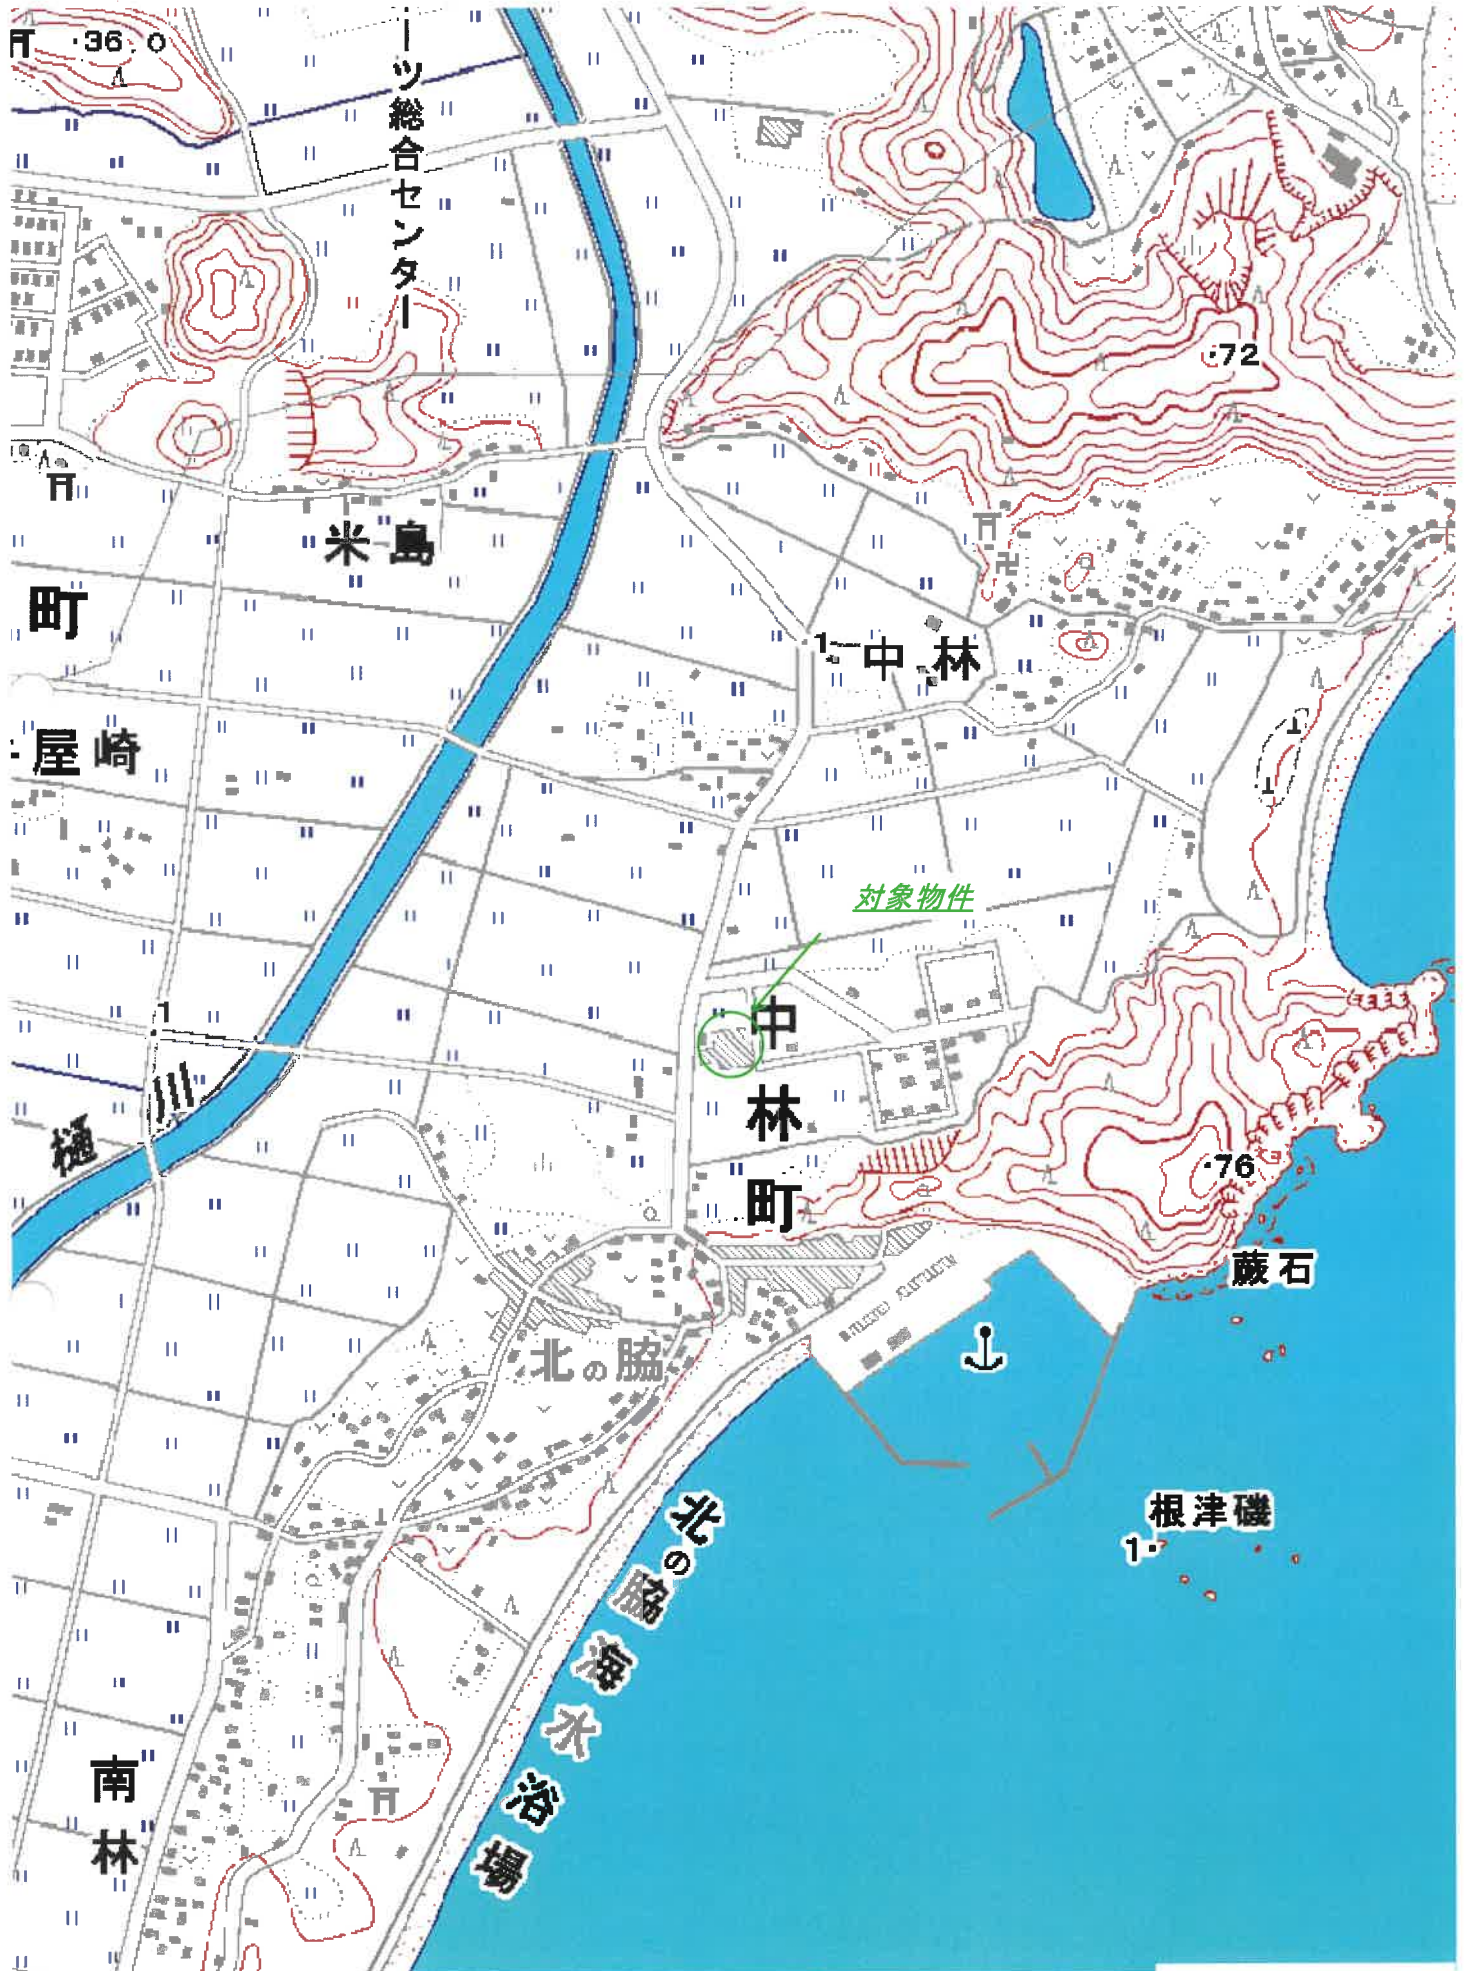 36.0
ーツ総合センター
72
米島
町
1
中林
屋崎
対象物件
1
中林町
樋川
76
蕨石
北の脇
根津磯
1
北の脇海水浴場
南林